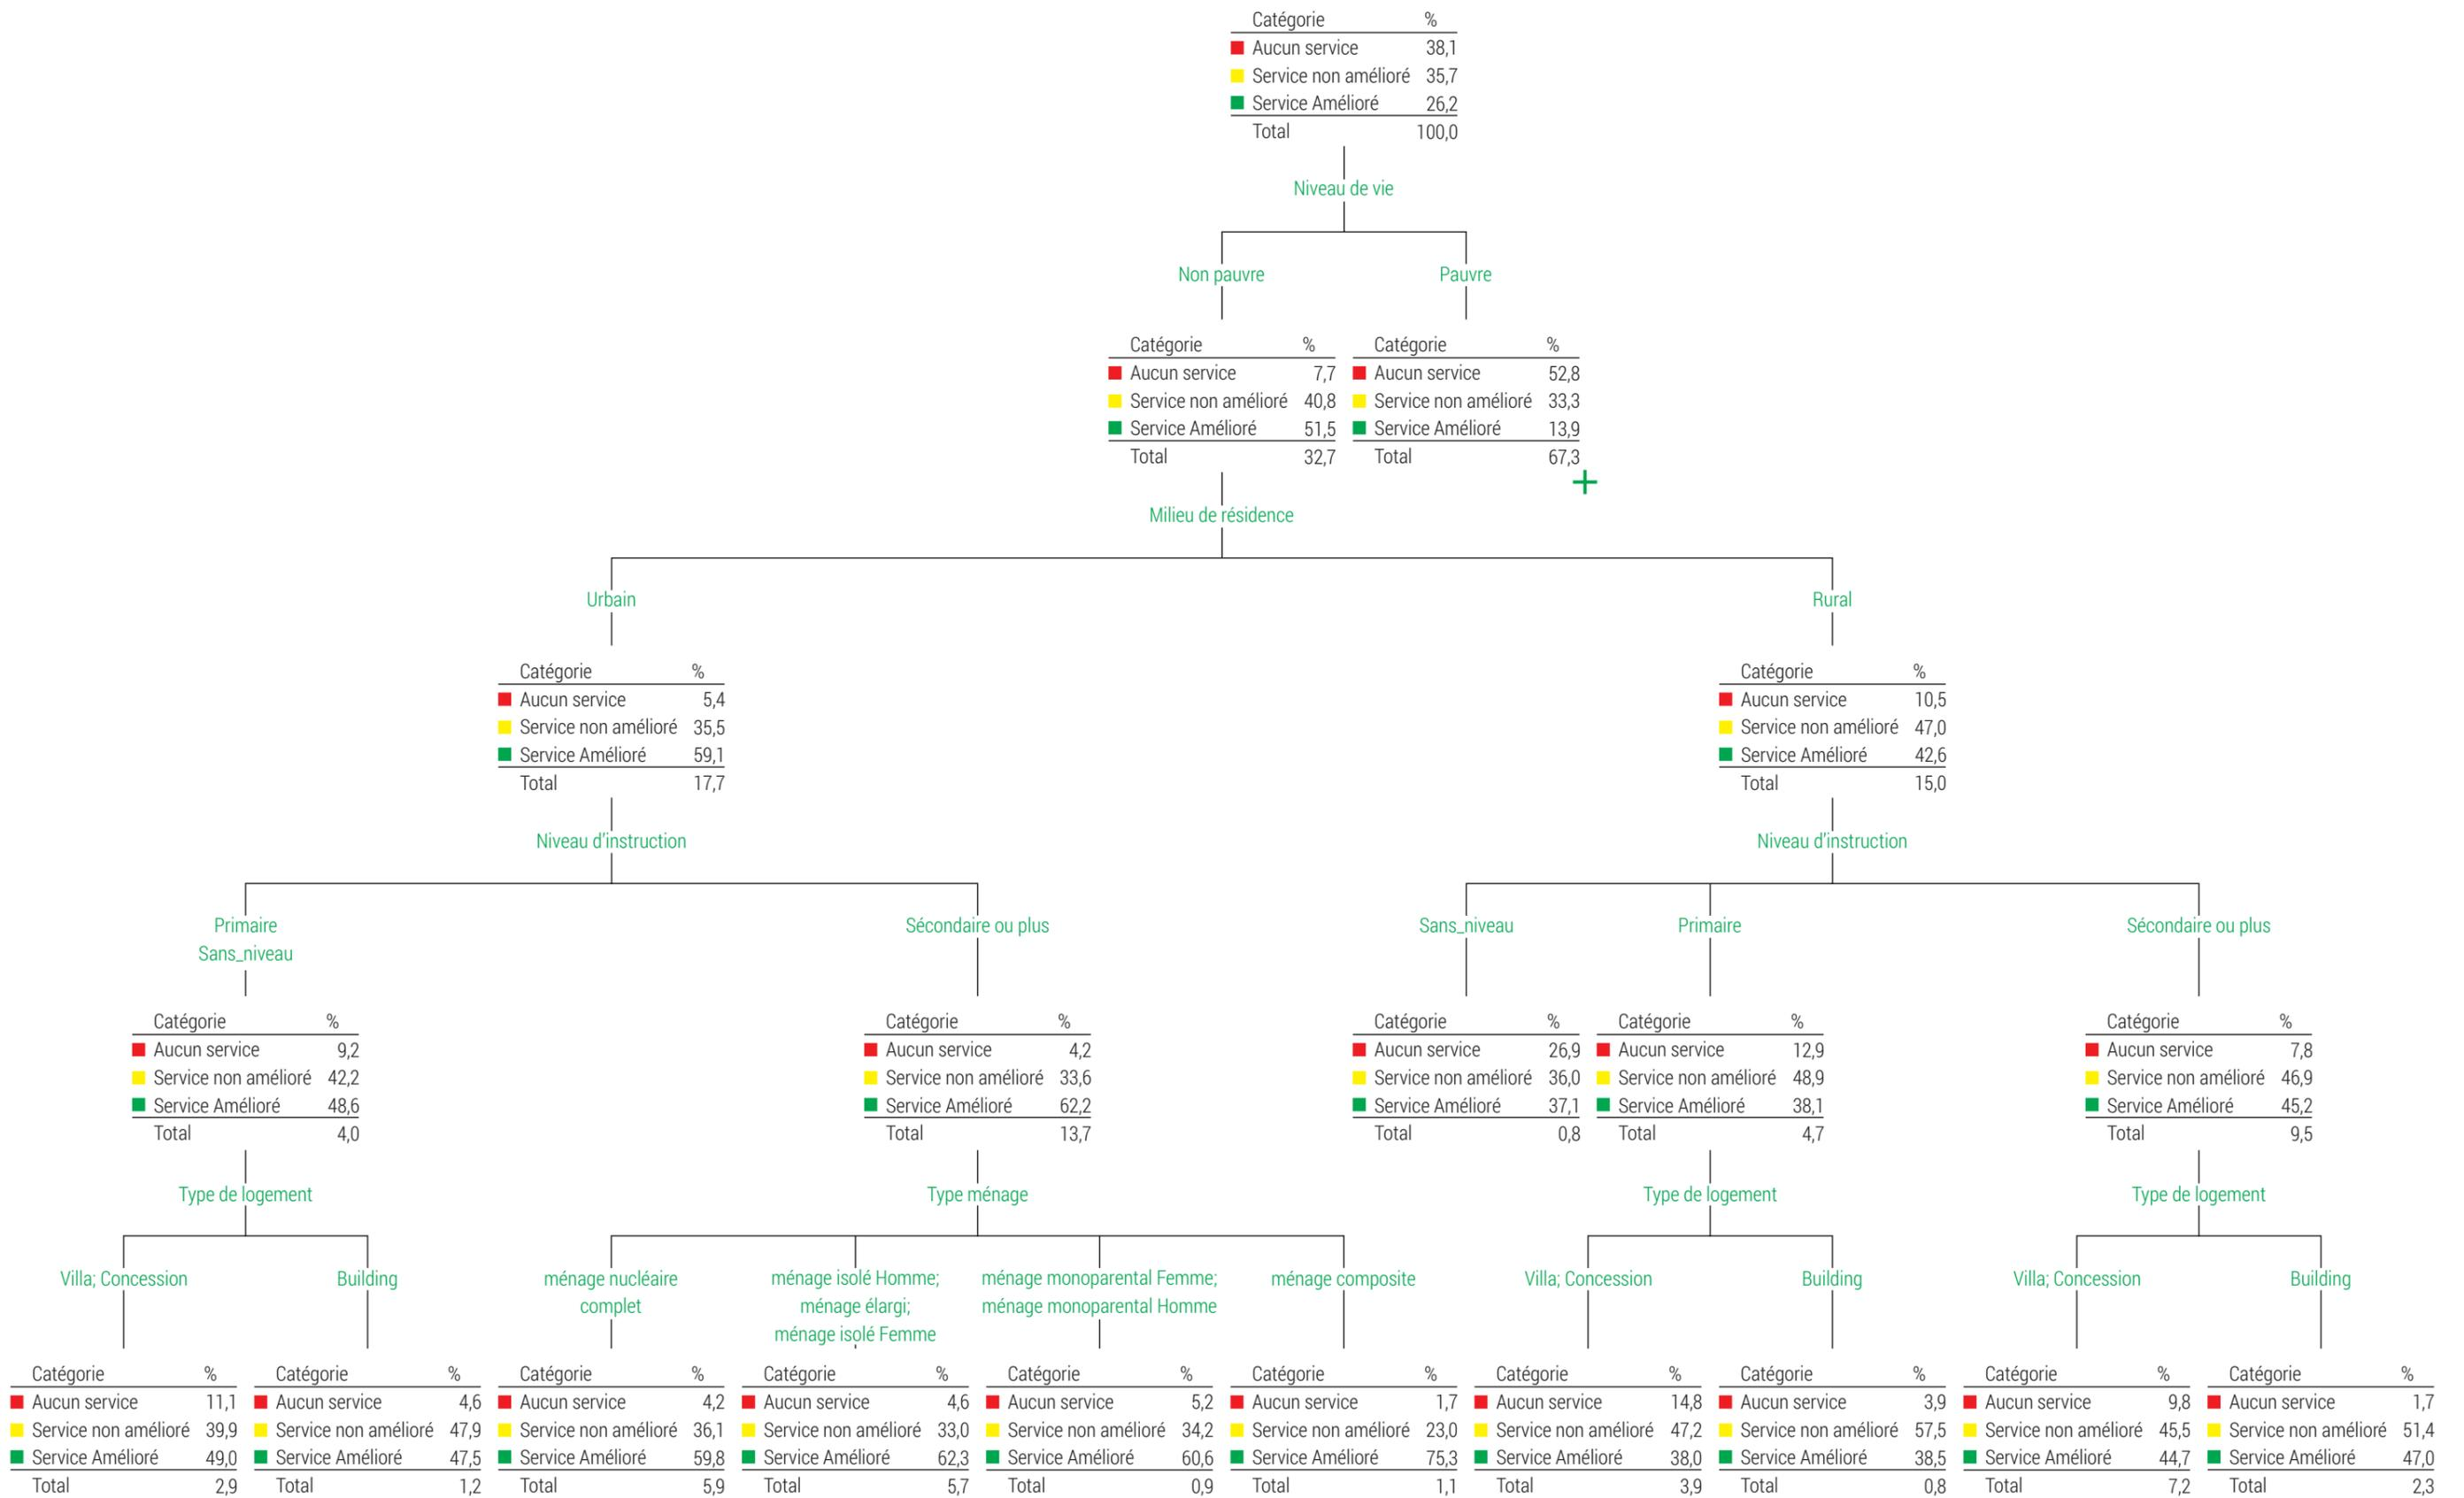 Catégorie %
Aucun service 38,1
Service non amélioré 35,7
Service Amélioré 26,2
Total 100,0
Niveau de vie
Non pauvre
Pauvre
Catégorie %
Aucun service 7,7
Service non amélioré 40,8
Service Amélioré 51,5
Total 32,7
Catégorie %
Aucun service 52,8
Service non amélioré 33,3
Service Amélioré 13,9
Total 67,3
+
Milieu de résidence
Urbain
Rural
Catégorie %
Aucun service 5,4
Service non amélioré 35,5
Service Amélioré 59,1
Total 17,7
Catégorie %
Aucun service 10,5
Service non amélioré 47,0
Service Amélioré 42,6
Total 15,0
Niveau d'instruction
Niveau d'instruction
Primaire
Sans_niveau
Sécondaire ou plus
Sans_niveau
Primaire
Sécondaire ou plus
Catégorie %
Aucun service 9,2
Service non amélioré 42,2
Service Amélioré 48,6
Total 4,0
Catégorie %
Aucun service 4,2
Service non amélioré 33,6
Service Amélioré 62,2
Total 13,7
Catégorie %
Aucun service 26,9
Service non amélioré 36,0
Service Amélioré 37,1
Total 0,8
Catégorie %
Aucun service 12,9
Service non amélioré 48,9
Service Amélioré 38,1
Total 4,7
Catégorie %
Aucun service 7,8
Service non amélioré 46,9
Service Amélioré 45,2
Total 9,5
Type de logement
Type ménage
Type de logement
Type de logement
Villa; Concession
Building
ménage nucléaire
complet
ménage isolé Homme;
ménage élargi;
ménage isolé Femme
ménage monoparental Femme;
ménage monoparental Homme
ménage composite
Villa; Concession
Building
Villa; Concession
Building
Catégorie %
Aucun service 11,1
Service non amélioré 39,9
Service Amélioré 49,0
Total 2,9
Catégorie %
Aucun service 4,6
Service non amélioré 47,9
Service Amélioré 47,5
Total 1,2
Catégorie %
Aucun service 4,2
Service non amélioré 36,1
Service Amélioré 59,8
Total 5,9
Catégorie %
Aucun service 4,6
Service non amélioré 33,0
Service Amélioré 62,3
Total 5,7
Catégorie %
Aucun service 5,2
Service non amélioré 34,2
Service Amélioré 60,6
Total 0,9
Catégorie %
Aucun service 1,7
Service non amélioré 23,0
Service Amélioré 75,3
Total 1,1
Catégorie %
Aucun service 14,8
Service non amélioré 47,2
Service Amélioré 38,0
Total 3,9
Catégorie %
Aucun service 3,9
Service non amélioré 57,5
Service Amélioré 38,5
Total 0,8
Catégorie %
Aucun service 9,8
Service non amélioré 45,5
Service Amélioré 44,7
Total 7,2
Catégorie %
Aucun service 1,7
Service non amélioré 51,4
Service Amélioré 47,0
Total 2,3